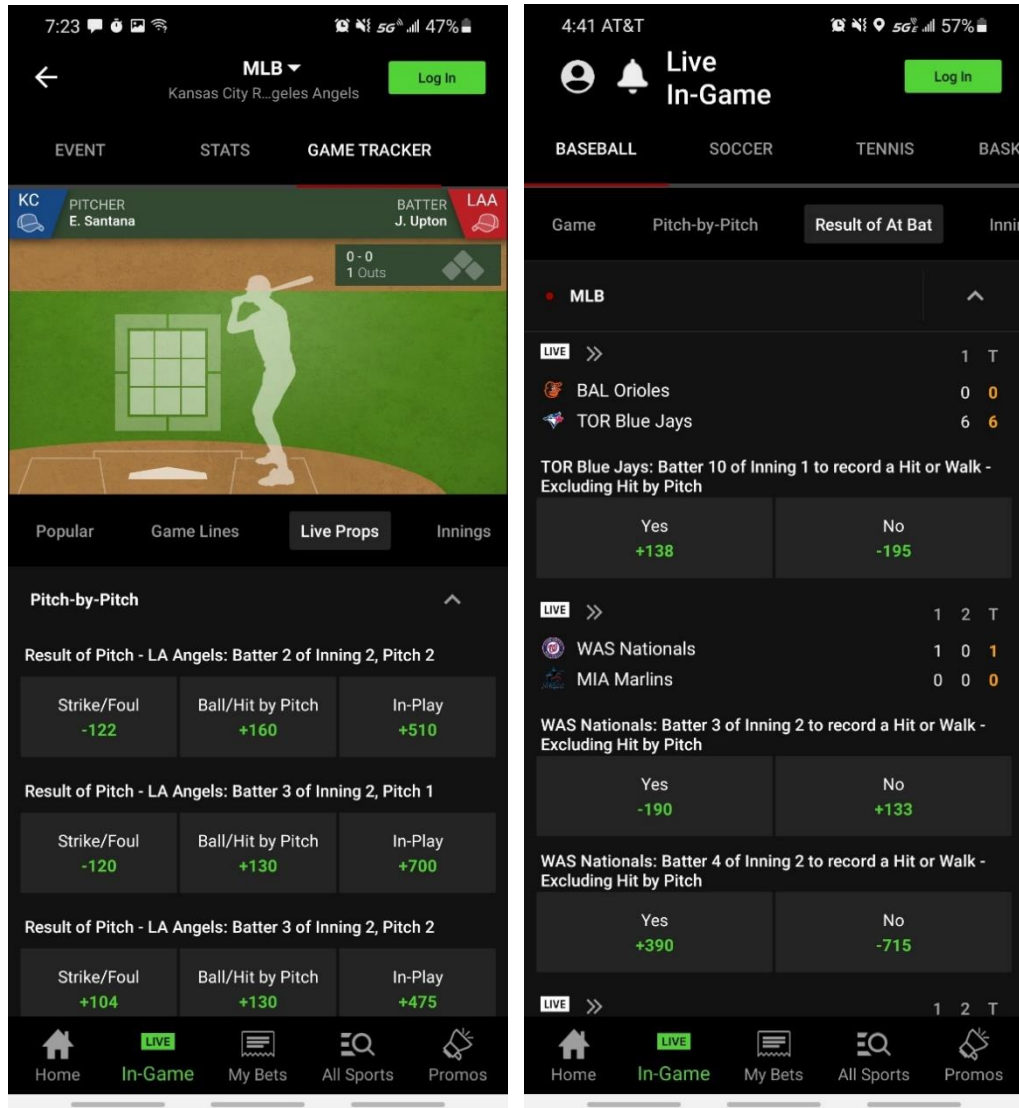 7:23 5G 47%
MLB
Kansas City R...geles Angels
Log In
EVENT STATS GAME TRACKER
KC PITCHER BATTER LAA
E. Santana J. Upton
0 - 0
1 Outs
Popular Game Lines Live Props Innings
Pitch-by-Pitch
Result of Pitch - LA Angels: Batter 2 of Inning 2, Pitch 2
Strike/Foul Ball/Hit by Pitch In-Play
-122 +160 +510
Result of Pitch - LA Angels: Batter 3 of Inning 2, Pitch 1
Strike/Foul Ball/Hit by Pitch In-Play
-120 +130 +700
Result of Pitch - LA Angels: Batter 3 of Inning 2, Pitch 2
Strike/Foul Ball/Hit by Pitch In-Play
+104 +130 +475
LIVE
Home In-Game My Bets All Sports Promos
4:41 AT&T 5GE 57%
Live
In-Game
Log In
BASEBALL SOCCER TENNIS BASK
Game Pitch-by-Pitch Result of At Bat Inni
MLB
LIVE 1 T
BAL Orioles 0 0
TOR Blue Jays 6 6
TOR Blue Jays: Batter 10 of Inning 1 to record a Hit or Walk -
Excluding Hit by Pitch
Yes No
+138 -195
LIVE 1 2 T
WAS Nationals 1 0 1
MIA Marlins 0 0 0
WAS Nationals: Batter 3 of Inning 2 to record a Hit or Walk -
Excluding Hit by Pitch
Yes No
-190 +133
WAS Nationals: Batter 4 of Inning 2 to record a Hit or Walk -
Excluding Hit by Pitch
Yes No
+390 -715
LIVE 1 2 T
LIVE
Home In-Game My Bets All Sports Promos